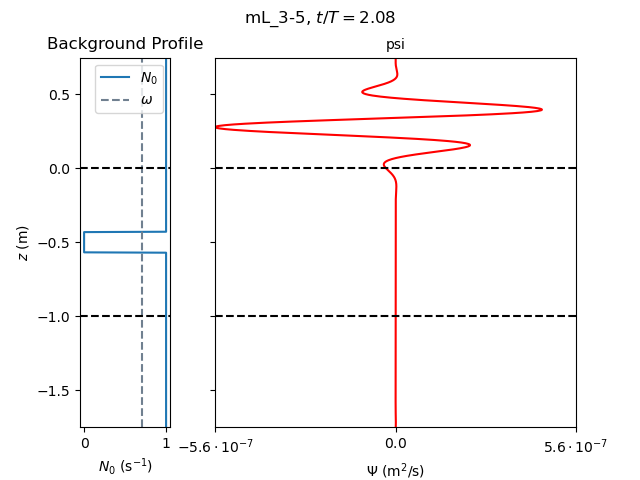 mL_3-5, t/T = 2.08
Background Profile
psi
N₀
ω
0.5
0.0
−0.5
−1.0
−1.5
z (m)
0 1
−5.6 · 10⁻⁷ 0.0 5.6 · 10⁻⁷
N₀ (s⁻¹)
Ψ (m²/s)